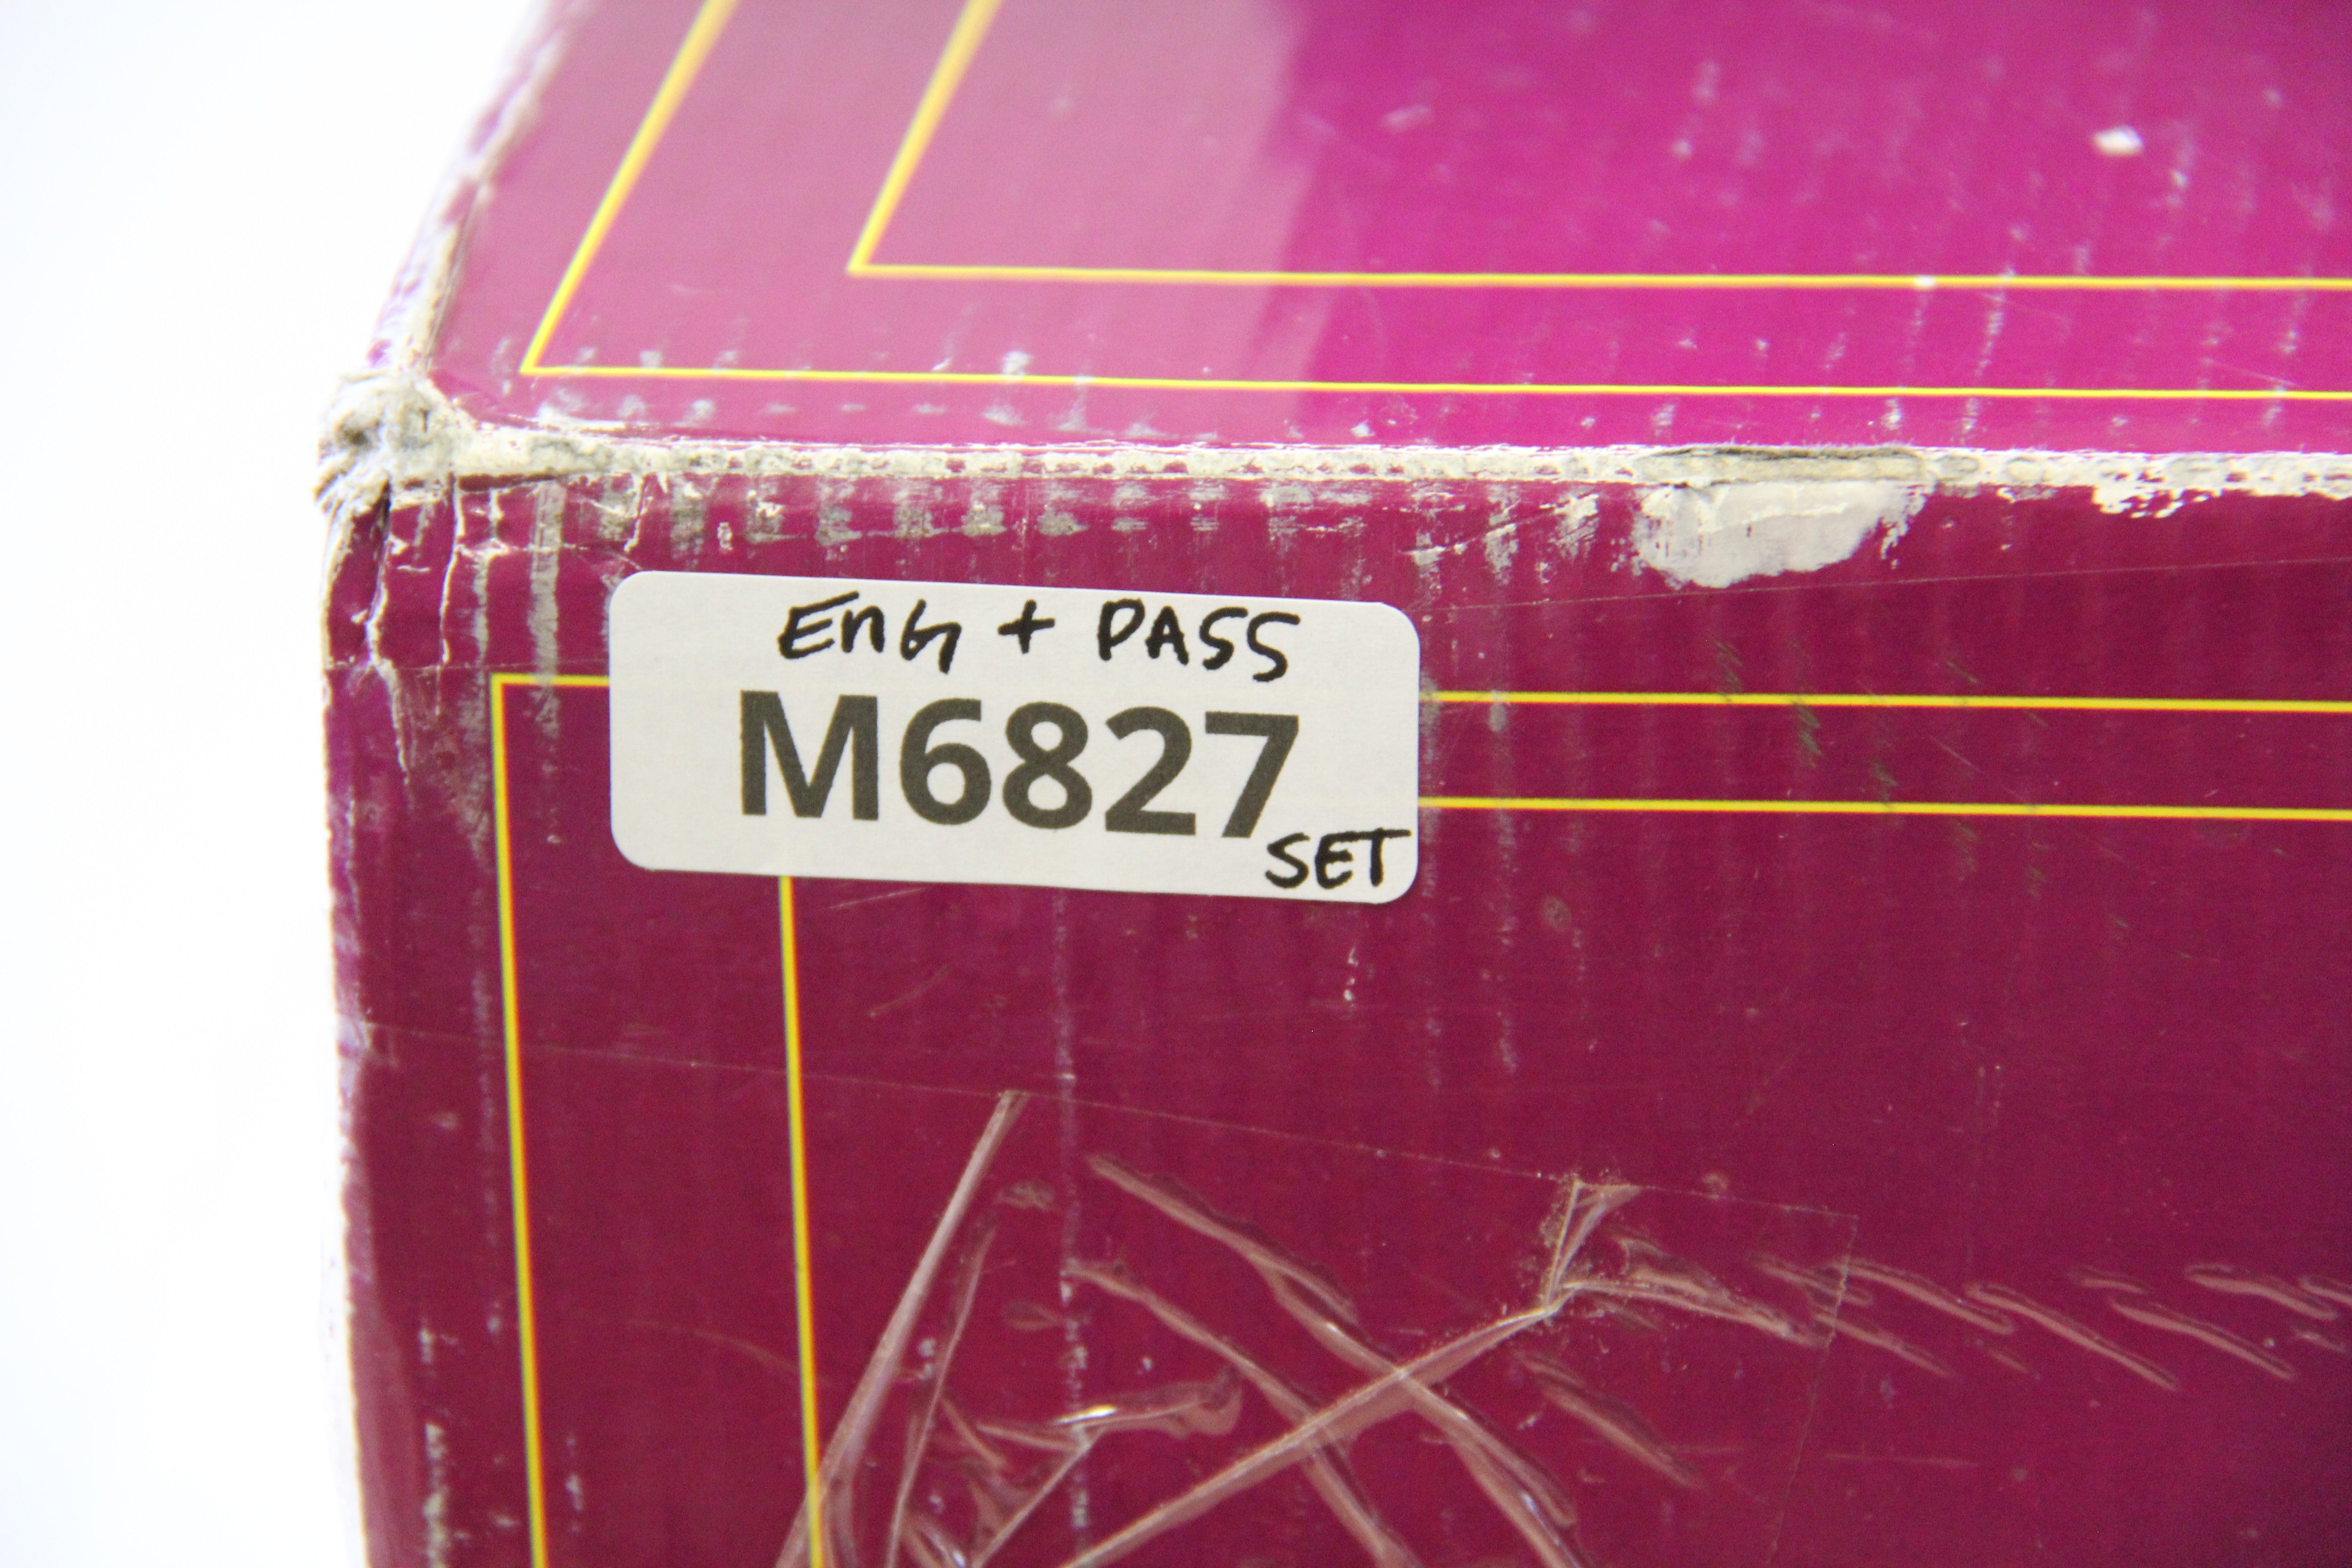 ENG + PASS
M6827
SET